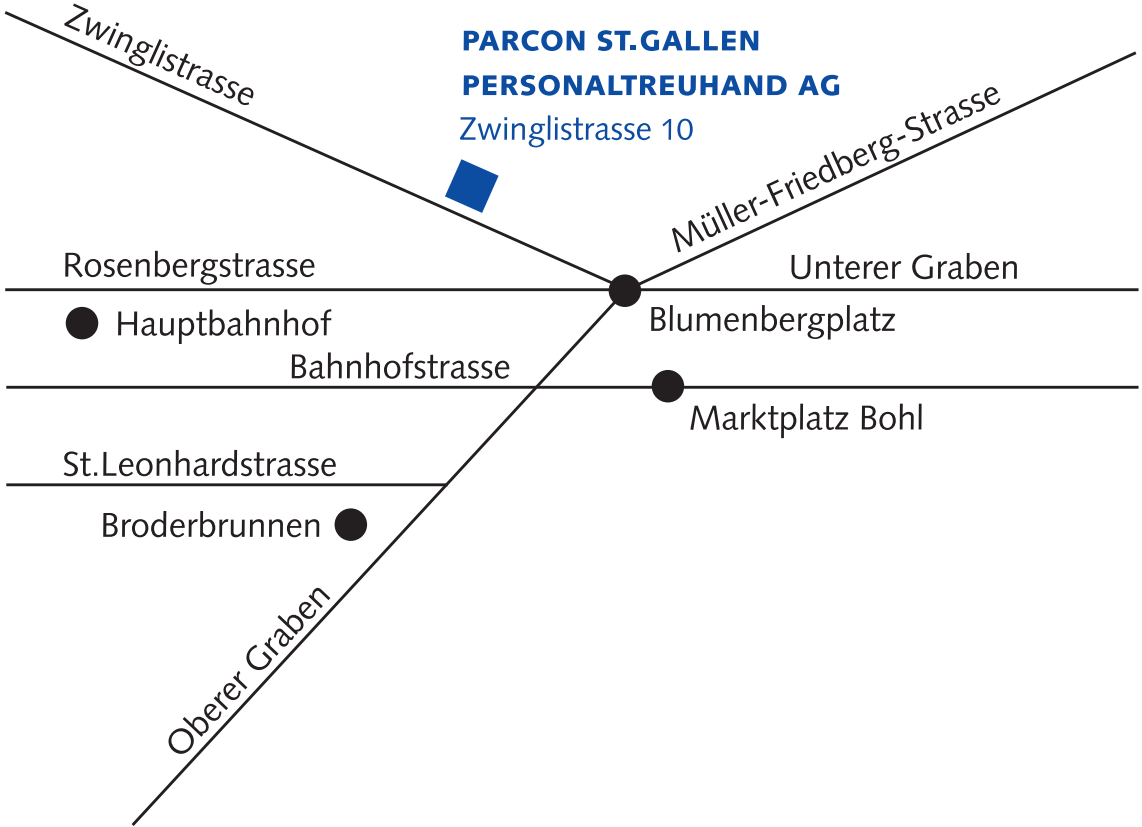 Zwinglistrasse
PARCON ST.GALLEN
PERSONALTREUHAND AG
Zwinglistrasse 10
Müller-Friedberg-Strasse
Rosenbergstrasse
Unterer Graben
Hauptbahnhof
Blumenbergplatz
Bahnhofstrasse
Marktplatz Bohl
St.Leonhardstrasse
Broderbrunnen
Oberer Graben